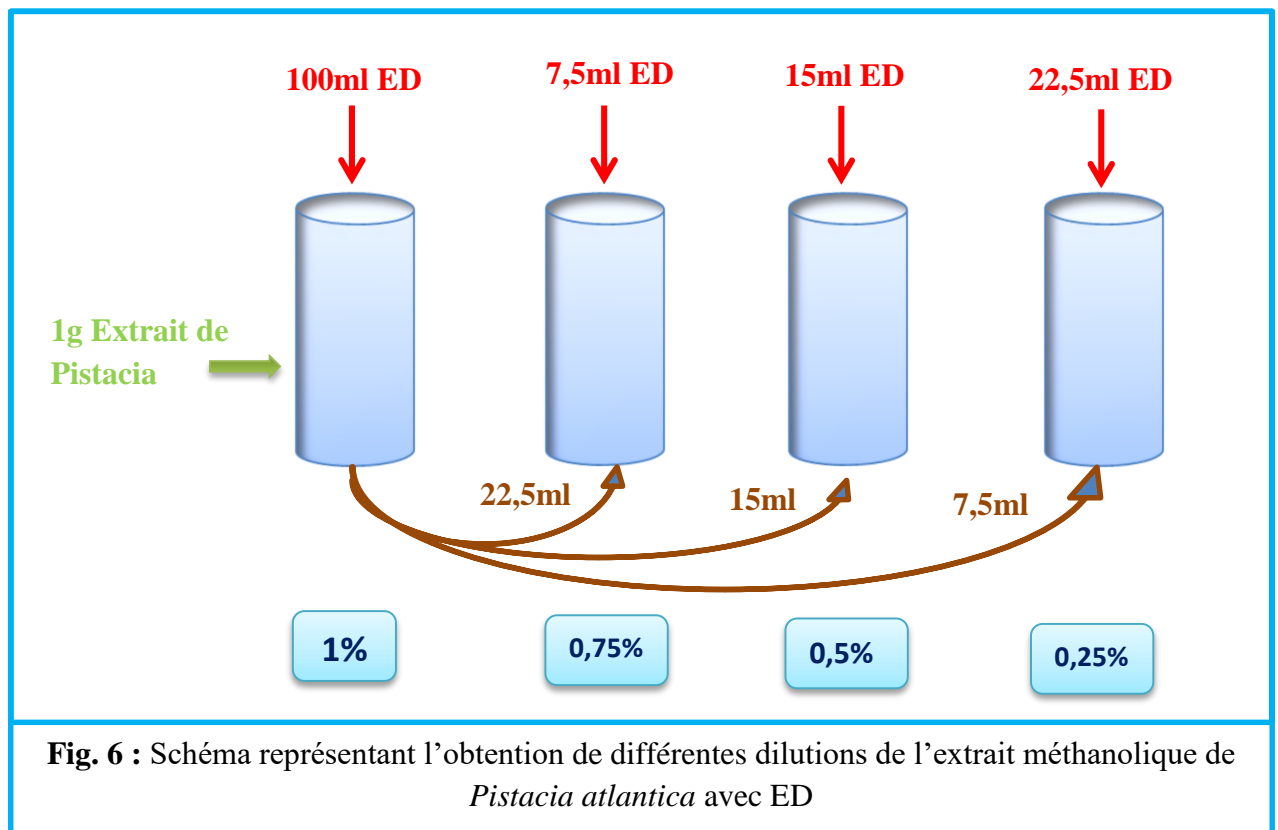 100ml ED
7,5ml ED
15ml ED
22,5ml ED
1g Extrait de
Pistacia
22,5ml
15ml
7,5ml
1%
0,75%
0,5%
0,25%
Fig. 6 : Schéma représentant l’obtention de différentes dilutions de l’extrait méthanolique de
Pistacia atlantica avec ED